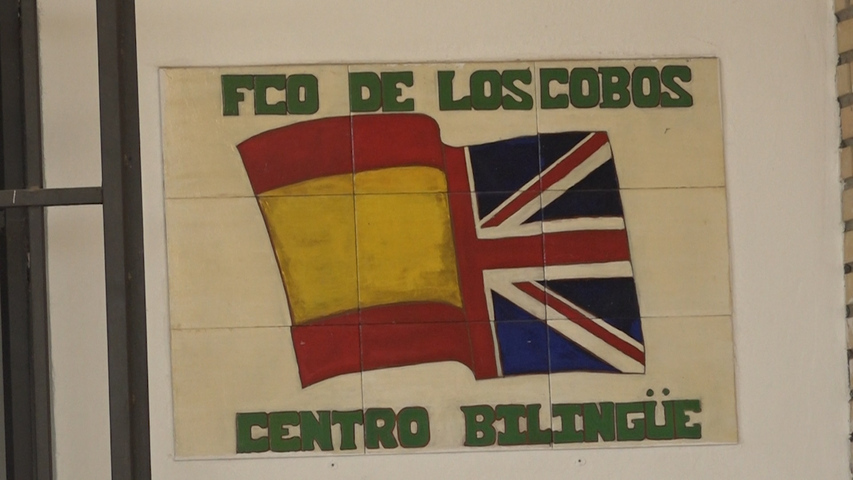 FCO DE LOS COBOS
CENTRO BILINGÜE